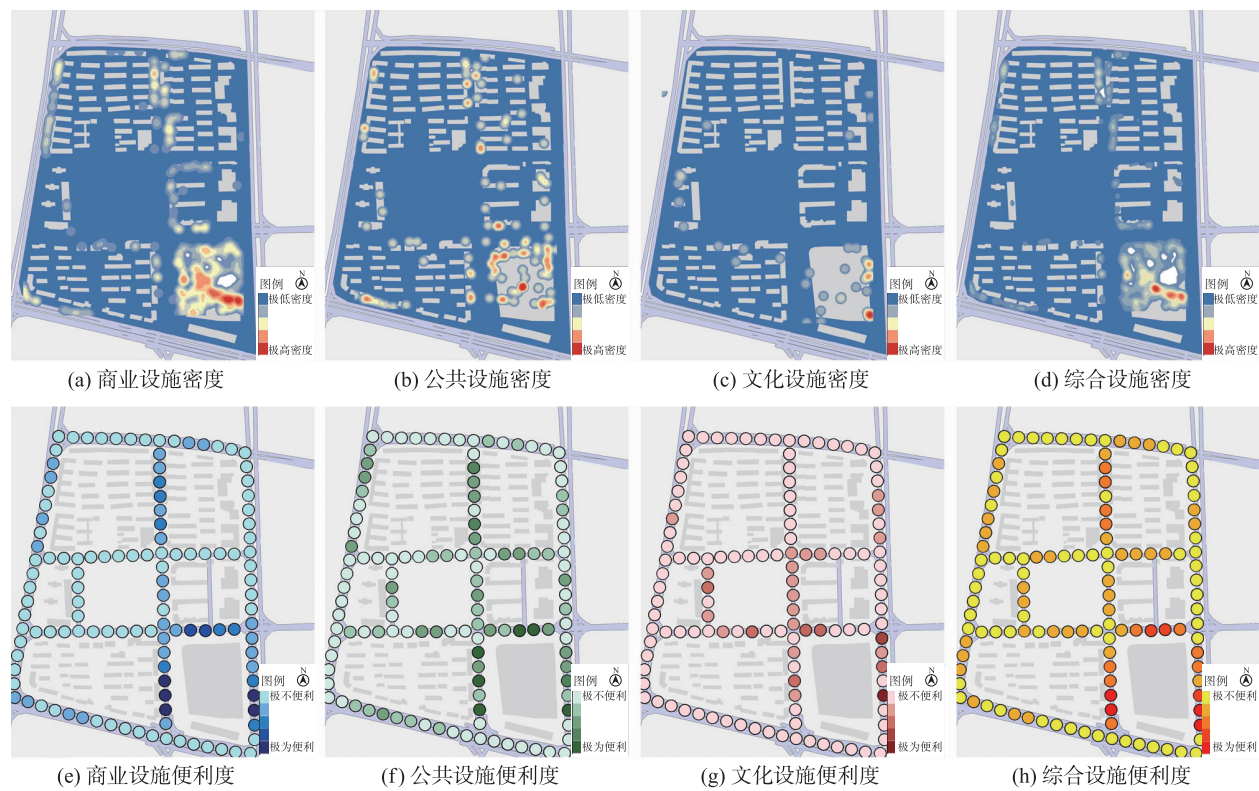 N
图例
极低密度
极高密度
N
图例
极低密度
极高密度
N
图例
极低密度
极高密度
N
图例
极低密度
极高密度
(a) 商业设施密度
(b) 公共设施密度
(c) 文化设施密度
(d) 综合设施密度
N
图例
极不便利
极为便利
N
图例
极不便利
极为便利
N
图例
极不便利
极为便利
N
图例
极不便利
极为便利
(e) 商业设施便利度
(f) 公共设施便利度
(g) 文化设施便利度
(h) 综合设施便利度